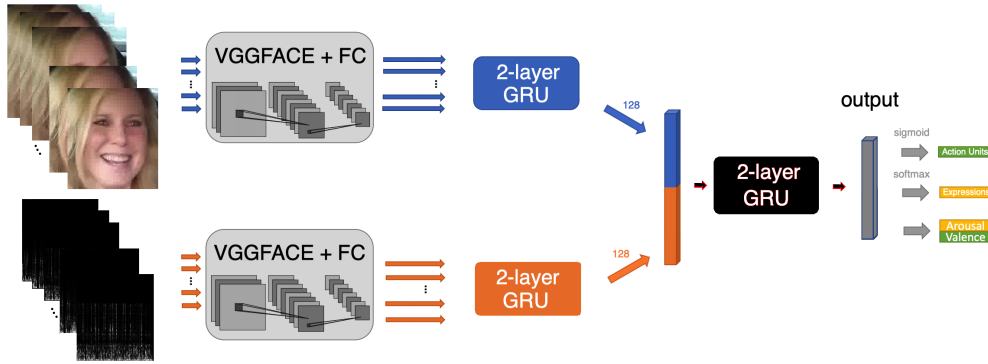 VGGFACE + FC
2-layer
GRU
128
output
sigmoid
Action Units
softmax
Expressions
2-layer
GRU
Arousal
Valence
VGGFACE + FC
128
2-layer
GRU